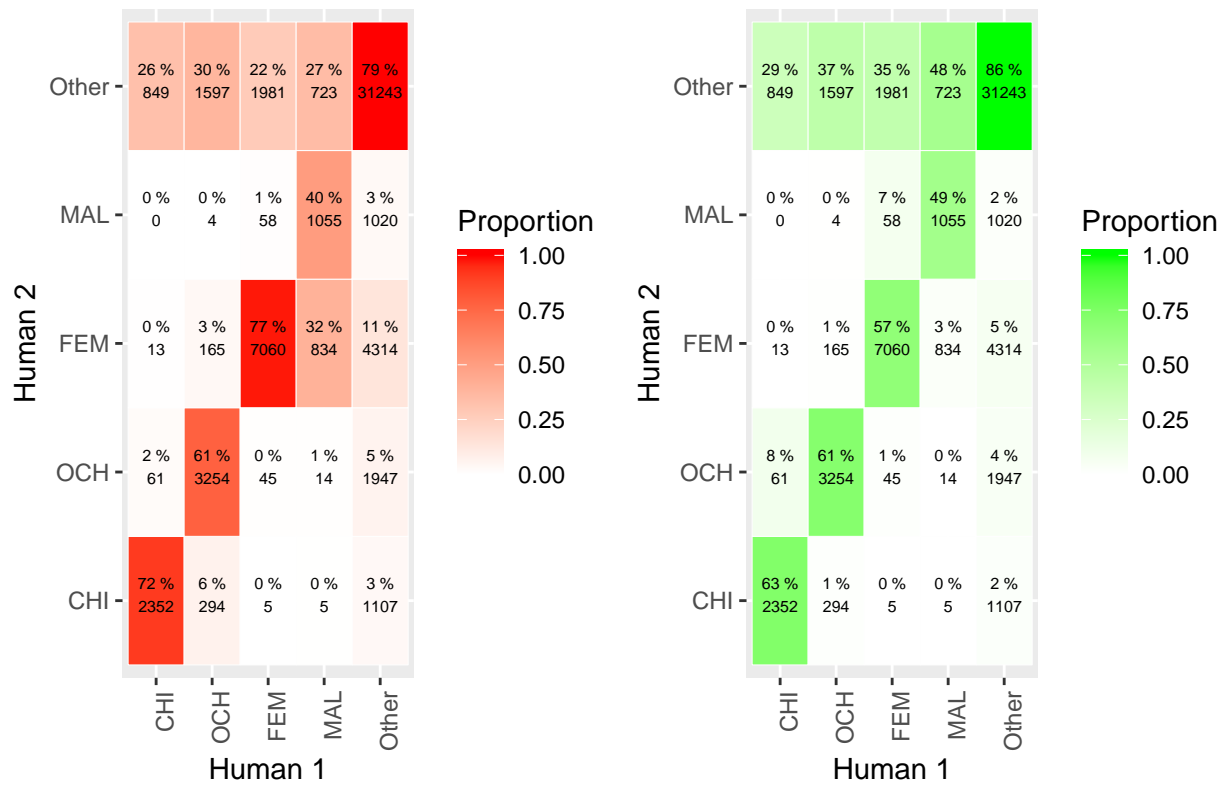 Other
26 % 30 % 22 % 27 % 79 %
849 1597 1981 723 31243
MAL
0 % 0 % 1 % 40 % 3 %
0 4 58 1055 1020
FEM
0 % 3 % 77 % 32 % 11 %
13 165 7060 834 4314
OCH
2 % 61 % 0 % 1 % 5 %
61 3254 45 14 1947
CHI
72 % 6 % 0 % 0 % 3 %
2352 294 5 5 1107
Human 2
CHI OCH FEM MAL Other
Human 1
Proportion
1.00
0.75
0.50
0.25
0.00
Other
29 % 37 % 35 % 48 % 86 %
849 1597 1981 723 31243
MAL
0 % 0 % 7 % 49 % 2 %
0 4 58 1055 1020
FEM
0 % 1 % 57 % 3 % 5 %
13 165 7060 834 4314
OCH
8 % 61 % 1 % 0 % 4 %
61 3254 45 14 1947
CHI
63 % 1 % 0 % 0 % 2 %
2352 294 5 5 1107
Human 2
CHI OCH FEM MAL Other
Human 1
Proportion
1.00
0.75
0.50
0.25
0.00